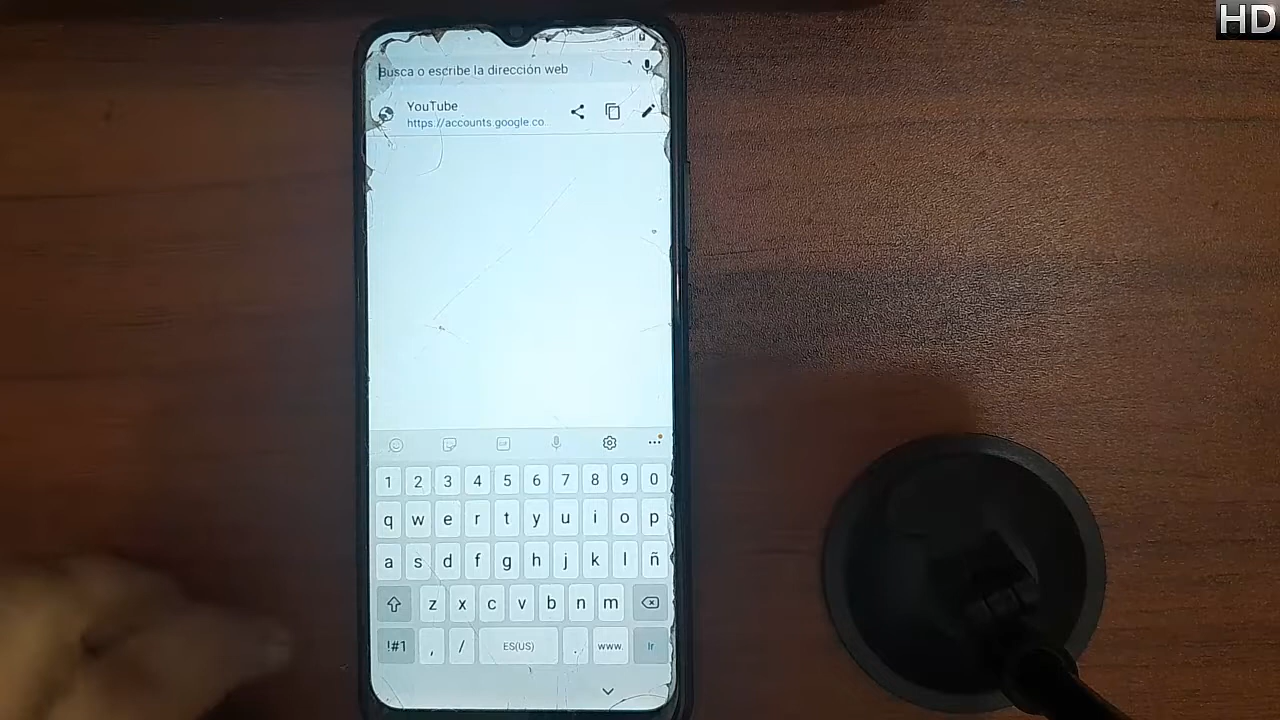 HD
Busca o escribe la dirección web
YouTube
https://accounts.google.co...
GIF
1 2 3 4 5 6 7 8 9 0
q w e r t y u i o p
a s d f g h j k l ñ
z x c v b n m
!#1 , / ES(US) . www. Ir